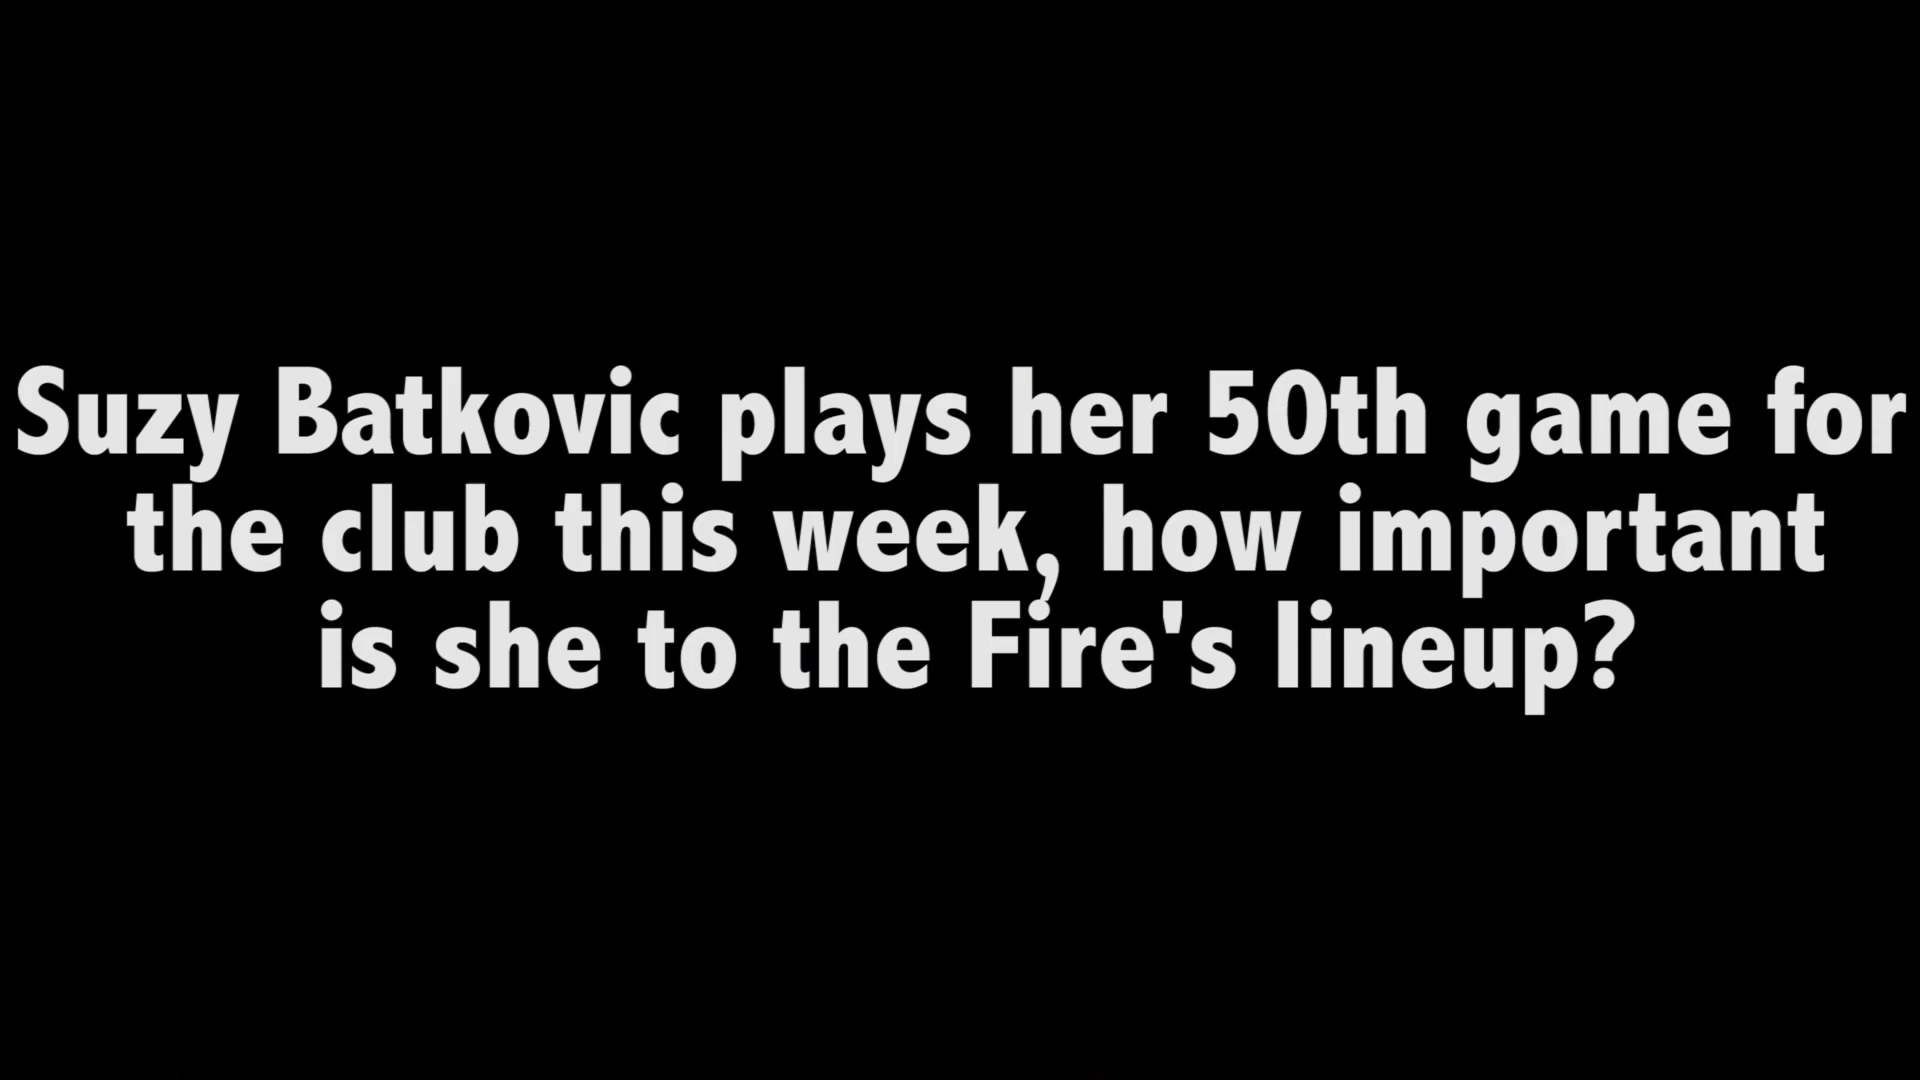 Suzy Batkovic plays her 50th game for
the club this week, how important
is she to the Fire's lineup?